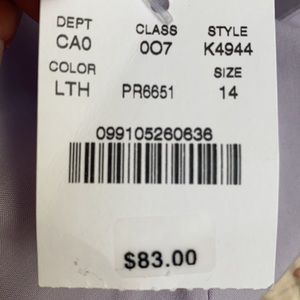 DEPT CLASS STYLE
CA0 007 K4944
COLOR SIZE
LTH PR6651 14
099105260636
$83.00